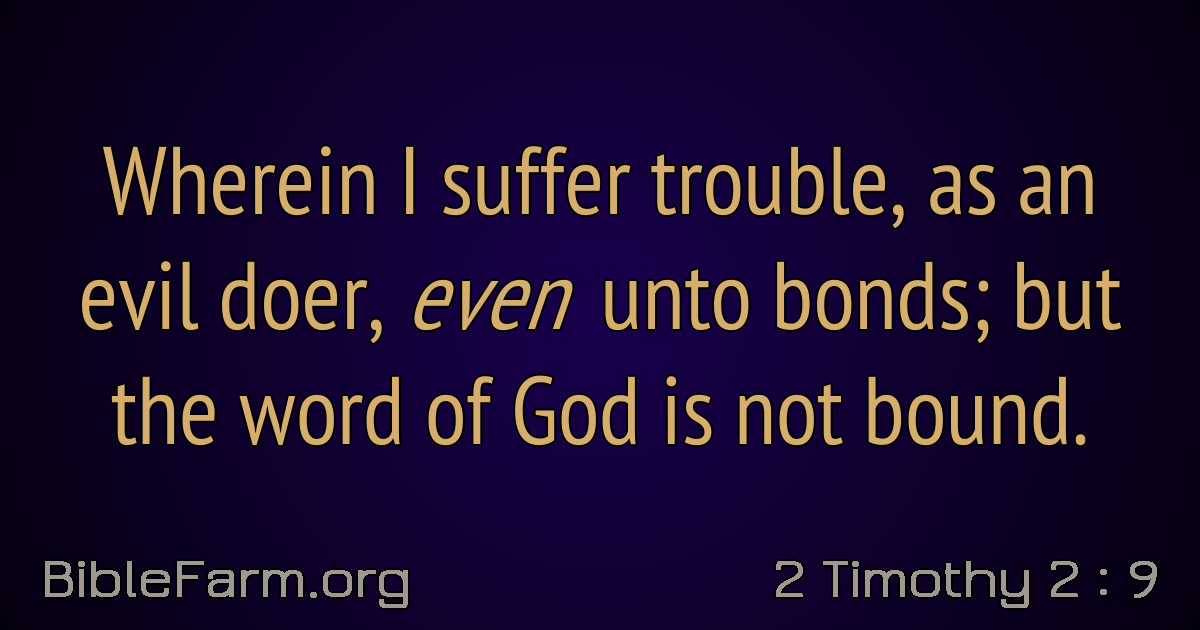 Wherein I suffer trouble, as an
evil doer, even unto bonds; but
the word of God is not bound.
BibleFarm.org
2 Timothy 2 : 9